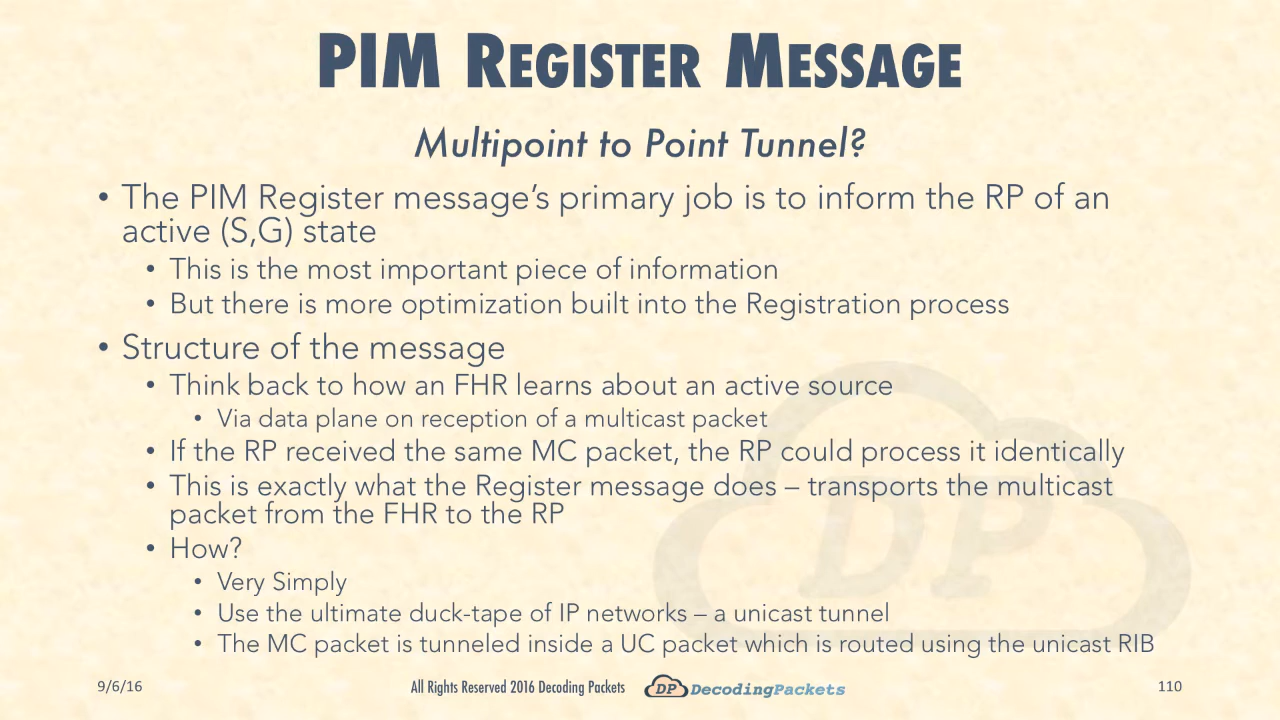 PIM REGISTER MESSAGE
Multipoint to Point Tunnel?
• The PIM Register message’s primary job is to inform the RP of an
active (S,G) state
• This is the most important piece of information
• But there is more optimization built into the Registration process
• Structure of the message
• Think back to how an FHR learns about an active source
• Via data plane on reception of a multicast packet
• If the RP received the same MC packet, the RP could process it identically
• This is exactly what the Register message does – transports the multicast
packet from the FHR to the RP
• How?
• Very Simply
• Use the ultimate duck-tape of IP networks – a unicast tunnel
• The MC packet is tunneled inside a UC packet which is routed using the unicast RIB
DP
9/6/16
All Rights Reserved 2016 Decoding Packets
DP DecodingPackets
110